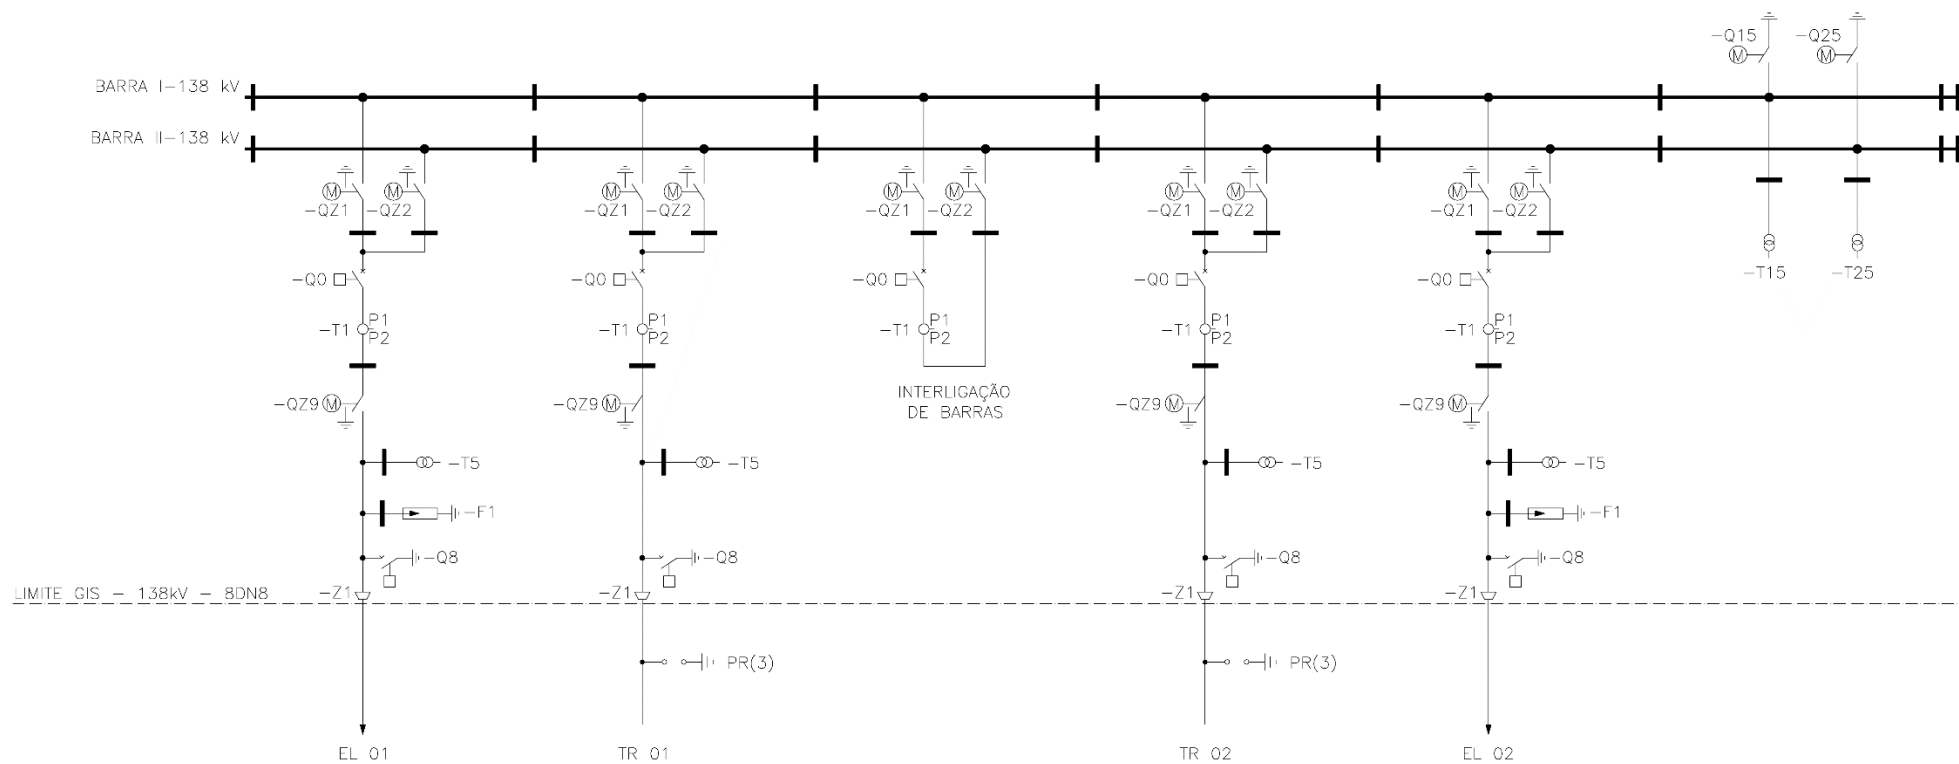 -Q15 -Q25
M M
BARRA I-138 kV
BARRA II-138 kV
M M M M M M M M M M
-QZ1 -QZ2 -QZ1 -QZ2 -QZ1 -QZ2 -QZ1 -QZ2 -QZ1 -QZ2
-Q0 -Q0 -Q0 -Q0 -Q0
-T15 -T25
P1 P1 P1 P1 P1
-T1 -T1 -T1 -T1 -T1
P2 P2 P2 P2 P2
INTERLIGAÇÃO
DE BARRAS
-QZ9 M -QZ9 M -QZ9 M -QZ9 M
-T5 -T5 -T5 -T5
-F1 -F1
-Q8 -Q8 -Q8 -Q8
LIMITE GIS - 138kV - 8DN8 -Z1 -Z1 -Z1 -Z1
PR(3) PR(3)
EL 01 TR 01 TR 02 EL 02